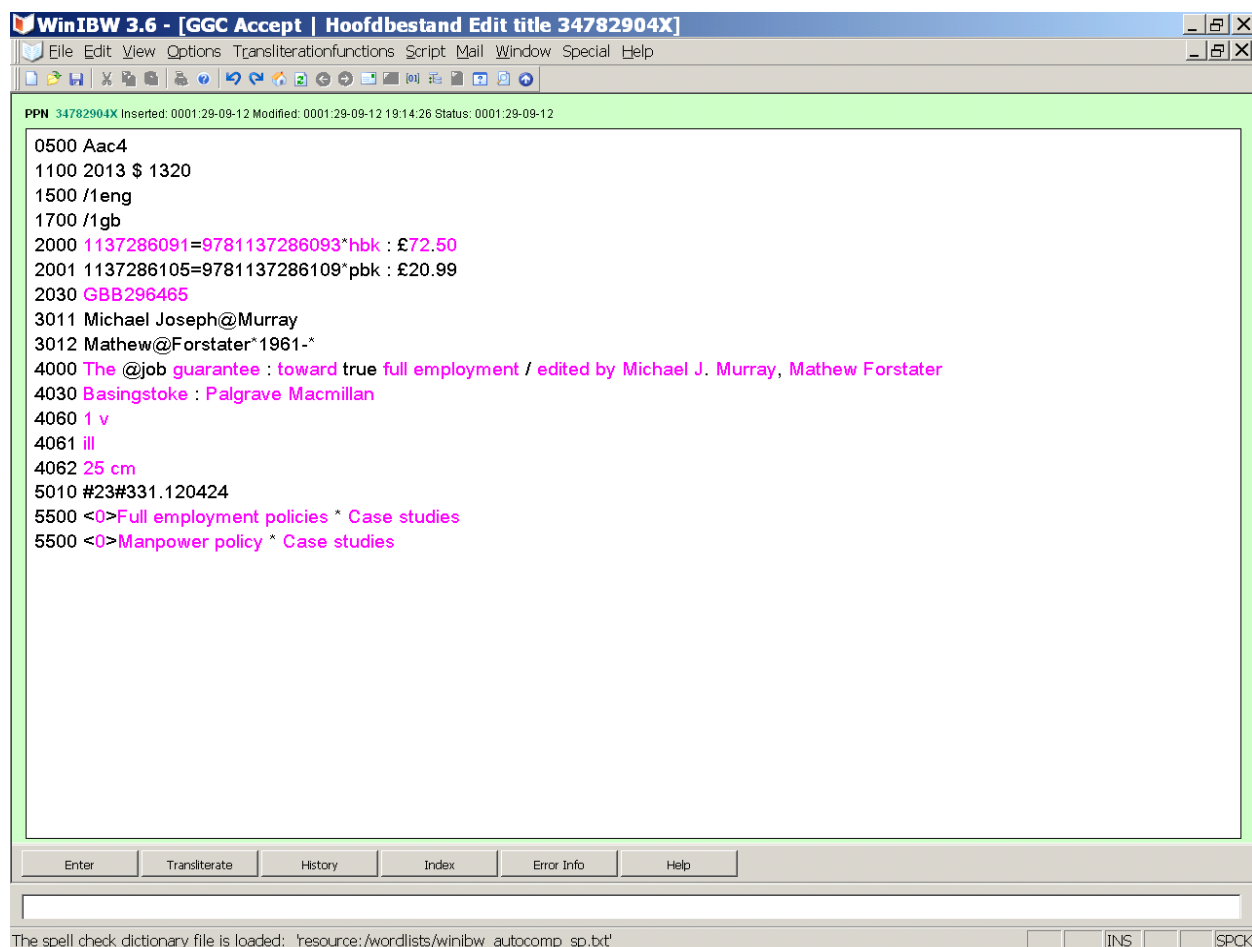 WinIBW 3.6 - [GGC Accept | Hoofdbestand Edit title 34782904X]
File Edit View Options Transliterationfunctions Script Mail Window Special Help
PPN 34782904X Inserted: 0001:29-09-12 Modified: 0001:29-09-12 19:14:26 Status: 0001:29-09-12
0500 Aac4
1100 2013 $ 1320
1500 /1eng
1700 /1gb
2000 1137286091=9781137286093*hbk : £72.50
2001 1137286105=9781137286109*pbk : £20.99
2030 GBB296465
3011 Michael Joseph@Murray
3012 Mathew@Forstater*1961-*
4000 The @job guarantee : toward true full employment / edited by Michael J. Murray, Mathew Forstater
4030 Basingstoke : Palgrave Macmillan
4060 1 v
4061 ill
4062 25 cm
5010 #23#331.120424
5500 <0>Full employment policies * Case studies
5500 <0>Manpower policy * Case studies
Enter Transliterate History Index Error Info Help
The spell check dictionary file is loaded: 'resource:/wordlists/winibw_autocomp_sp.txt' INS SPCK